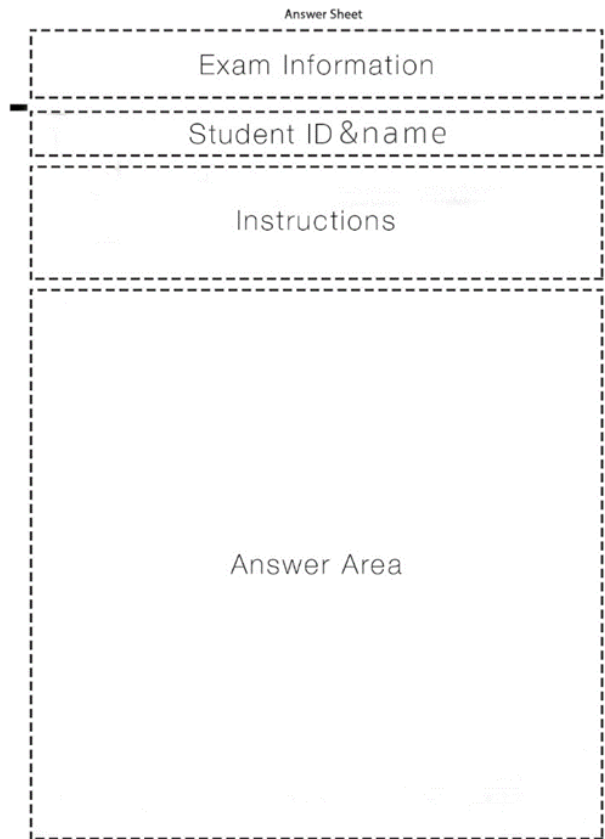 Answer Sheet
Exam Information
Student ID &name
Instructions
Answer Area